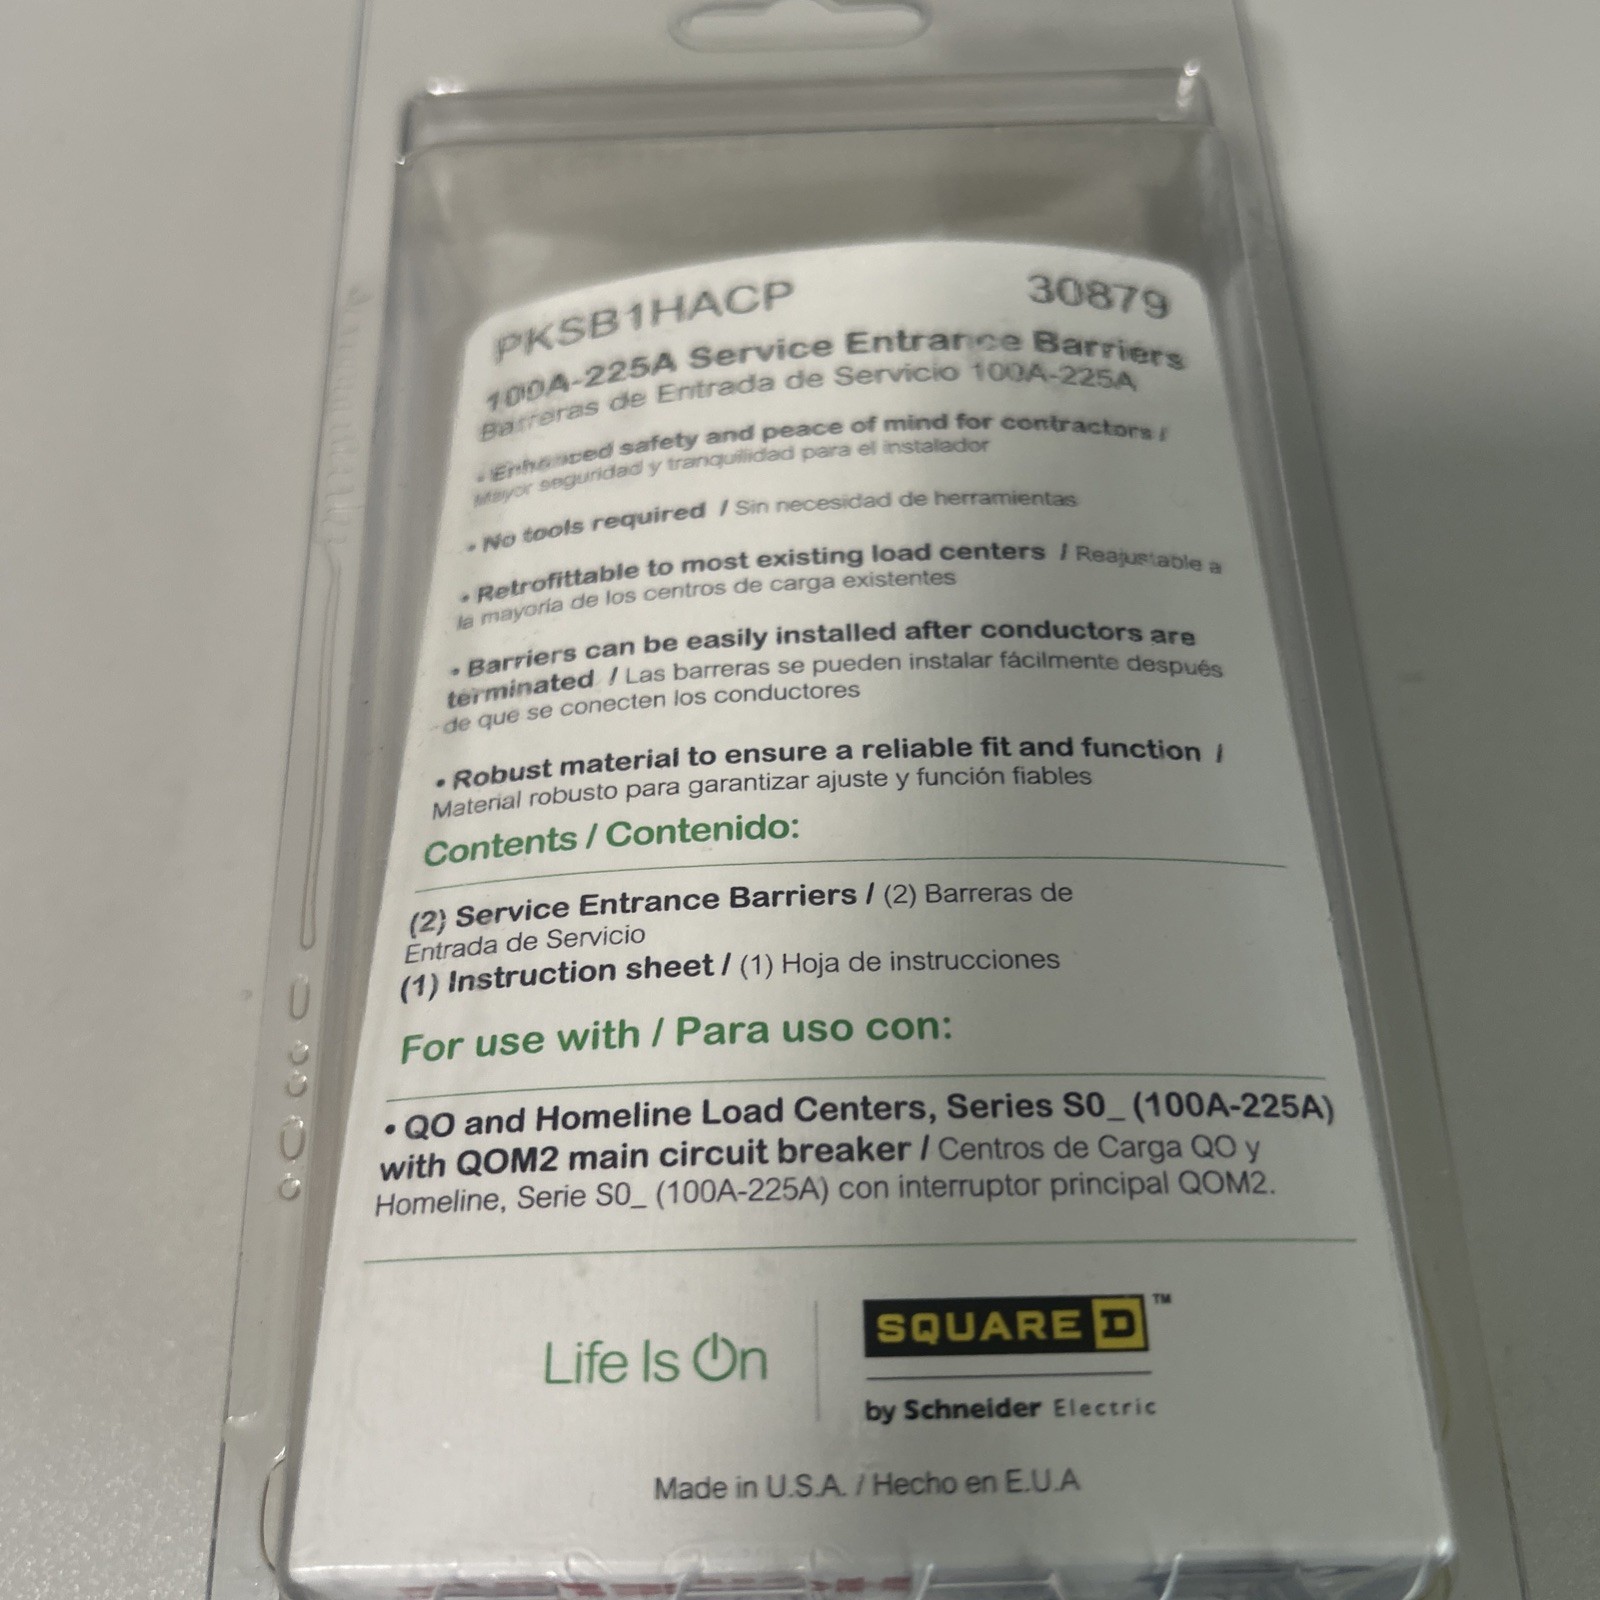 PKSB1HACP 30879
100A-225A Service Entrance Barriers
Barreras de Entrada de Servicio 100A-225A
• Enhanced safety and peace of mind for contractors /
Mayor seguridad y tranquilidad para el instalador
• No tools required / Sin necesidad de herramientas
• Retrofittable to most existing load centers / Reajustable a
la mayoría de los centros de carga existentes
• Barriers can be easily installed after conductors are
terminated / Las barreras se pueden instalar fácilmente después
de que se conecten los conductores
• Robust material to ensure a reliable fit and function /
Material robusto para garantizar ajuste y función fiables
Contents / Contenido:
(2) Service Entrance Barriers / (2) Barreras de
Entrada de Servicio
(1) Instruction sheet / (1) Hoja de instrucciones
For use with / Para uso con:
• QO and Homeline Load Centers, Series S0_ (100A-225A)
with QOM2 main circuit breaker / Centros de Carga QO y
Homeline, Serie S0_ (100A-225A) con interruptor principal QOM2.
Life Is On
SQUARE D™
by Schneider Electric
Made in U.S.A. / Hecho en E.U.A